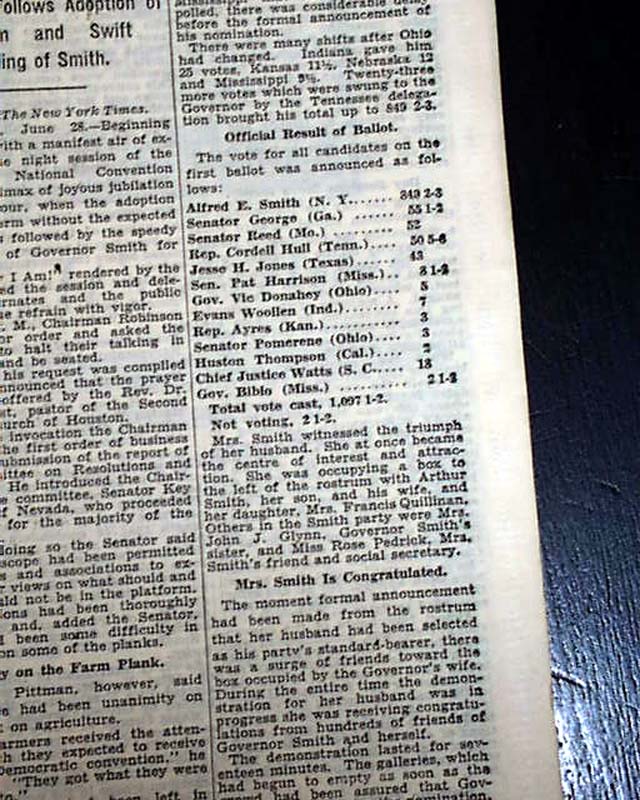 Follows Adoption of
and Swift
ing of Smith.
The New York Times.
June 28.—Beginning
with a manifest air of ex-
night session of the
National Convention
limax of joyous jubilation
our, when the adoption
orm without the expected
followed by the speedy
of Governor Smith for
I Am!" rendered by the
ed the session and dele-
rnates and the public
e refrain with vigor.
M., Chairman Robinson
or order and asked the
to halt their talking in
and be seated.
his request was complied
nnounced that the prayer
offered by the Rev. Dr.
st, pastor of the Second
urch of Houston.
invocation the Chairman
the first order of business
ubmission of the report of
ittee on Resolutions and
He introduced the Chair-
e committee, Senator Key
f Nevada, who proceeded
for the majority of the
doing so the Senator said
scope had been permitted
s and associations to ex-
r views on what should and
ld not be in the platform.
ons had been thoroughly
and, added the Senator,
been some difficulty in
on some of the planks.
y on the Farm Plank.
Pittman, however, said
had been unanimity on
on agriculture.
armers received the atten-
h they expected to receive
Democratic convention," he
"They got what they were
been left in
polled, there was considerable delay
before the formal announcement of
his nomination.
There were many shifts after Ohio
had changed. Indiana gave him
25 votes, Kansas 11½, Nebraska 12
and Mississippi 9½. Twenty-three
more votes which were swung to the
Governor by the Tennessee delega-
tion brought his total up to 849 2-3.
Official Result of Ballot.
The vote for all candidates on the
first ballot was announced as fol-
lows:
Alfred E. Smith (N. Y...... 849 2-3
Senator George (Ga.) ...... 55 1-2
Senator Reed (Mo.) ........ 52
Rep. Cordell Hull (Tenn.).... 50 5-6
Jesse H. Jones (Texas)...... 43
Sen. Pat Harrison (Miss.).. 8 1-2
Gov. Vic Donahey (Ohio).... 5
Evans Woollen (Ind.)........ 7
Rep. Ayres (Kan.).......... 3
Senator Pomerene (Ohio).... 3
Huston Thompson (Cal.).... 2
Chief Justice Watts (S. C..... 18
Gov. Bibio (Miss.) .......... 2 1-2
Total vote cast, 1,097 1-2.
Not voting, 2 1-2.
Mrs. Smith witnessed the triumph
of her husband. She at once became
the centre of interest and attrac-
tion. She was occupying a box to
the left of the rostrum with Arthur
Smith, her son, and his wife, and
her daughter, Mrs. Francis Quillinan.
Others in the Smith party were Mrs.
John J. Glynn, Governor Smith's
sister, and Miss Rose Pedrick, Mrs.
Smith's friend and social secretary.
Mrs. Smith Is Congratulated.
The moment formal announcement
had been made from the rostrum
that her husband had been selected
as his party's standard-bearer, there
was a surge of friends toward the
box occupied by the Governor's wife.
During the entire time the demon-
stration for her husband was in
progress she was receiving congratu-
lations from hundreds of friends of
Governor Smith and herself.
The demonstration lasted for sev-
enteen minutes. The galleries, which
had begun to empty as soon as the
crowd had been assured that Gov-